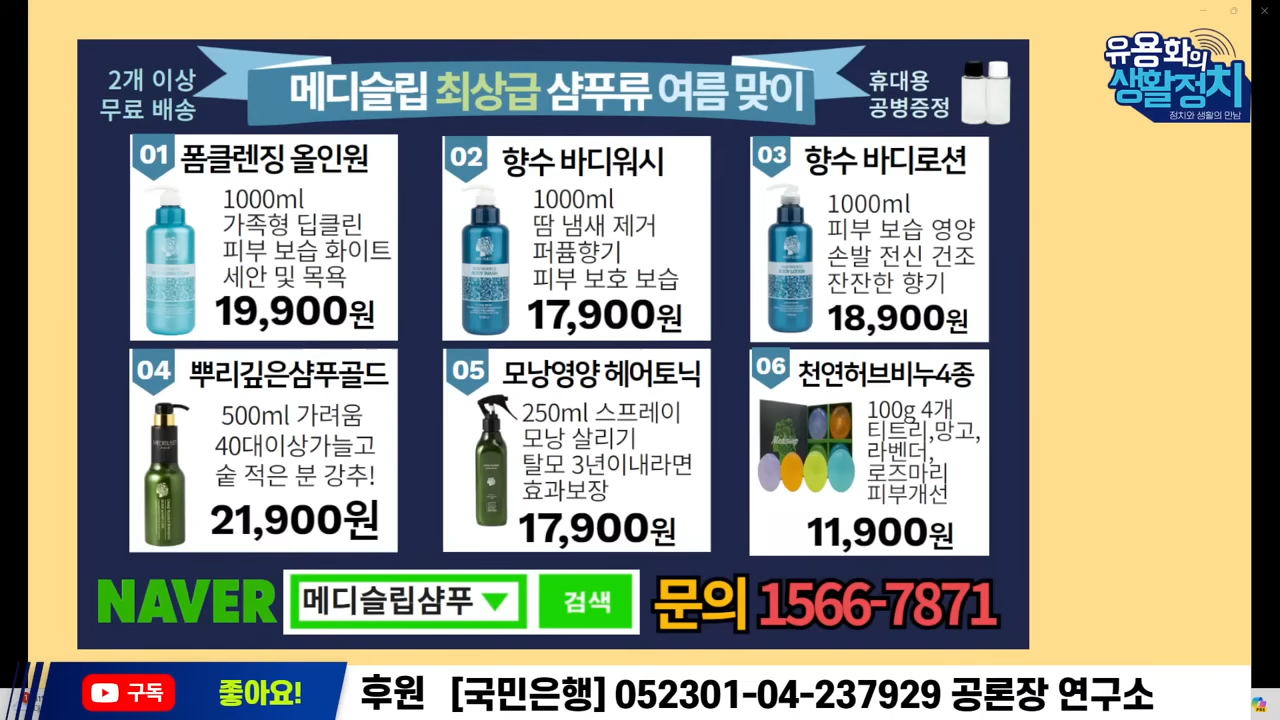 유용화의
생활정치
정치와 생활의 만남
2개 이상
무료 배송
메디슬립 최상급 샴푸류 여름 맞이
휴대용
공병증정
01 폼클렌징 올인원
1000ml
가족형 딥클린
피부 보습 화이트
세안 및 목욕
19,900원
02 향수 바디워시
1000ml
땀 냄새 제거
퍼퓸향기
피부 보호 보습
17,900원
03 향수 바디로션
1000ml
피부 보습 영양
손발 전신 건조
잔잔한 향기
18,900원
04 뿌리깊은샴푸골드
500ml 가려움
40대이상가늘고
숱 적은 분 강추!
21,900원
05 모낭영양 헤어토닉
250ml 스프레이
모낭 살리기
탈모 3년이내라면
효과보장
17,900원
06 천연허브비누4종
100g 4개
티트리,망고,
라벤더,
로즈마리
피부개선
11,900원
NAVER 메디슬립샴푸 검색 문의 1566-7871
구독 좋아요! 후원 [국민은행] 052301-04-237929 공론장 연구소